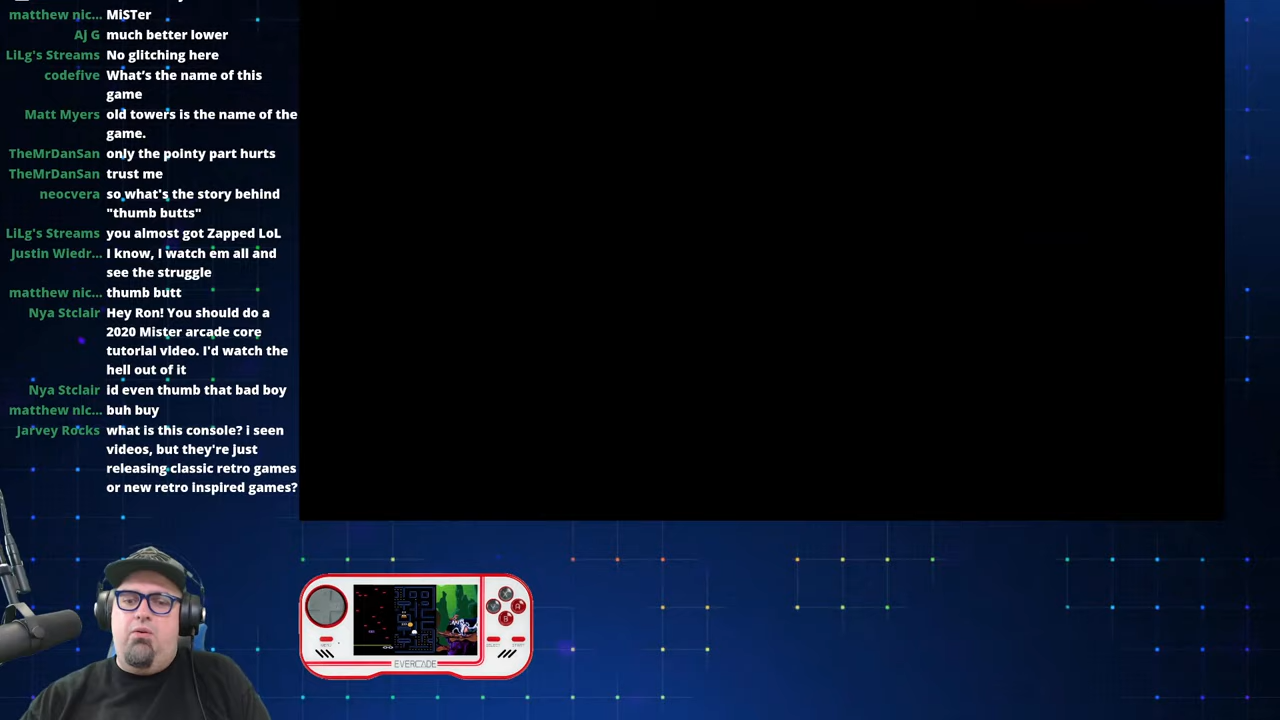 matthew nic... MiSTer
Aj G much better lower
LiLg's Streams No glitching here
codefive What's the name of this
game
Matt Myers old towers is the name of the
game.
TheMrDanSan only the pointy part hurts
TheMrDanSan trust me
neocvera so what's the story behind
"thumb butts"
LiLg's Streams you almost got Zapped LoL
Justin Wiedr... I know, I watch em all and
see the struggle
matthew nic... thumb butt
Nya Stclair Hey Ron! You should do a
2020 Mister arcade core
tutorial video. I'd watch the
hell out of it
Nya Stclair id even thumb that bad boy
matthew nic... buh buy
Jarvey Rocks what is this console? i seen
videos, but they're just
releasing classic retro games
or new retro inspired games?
X
A
B
MENU
SELECT START
EVERCADE